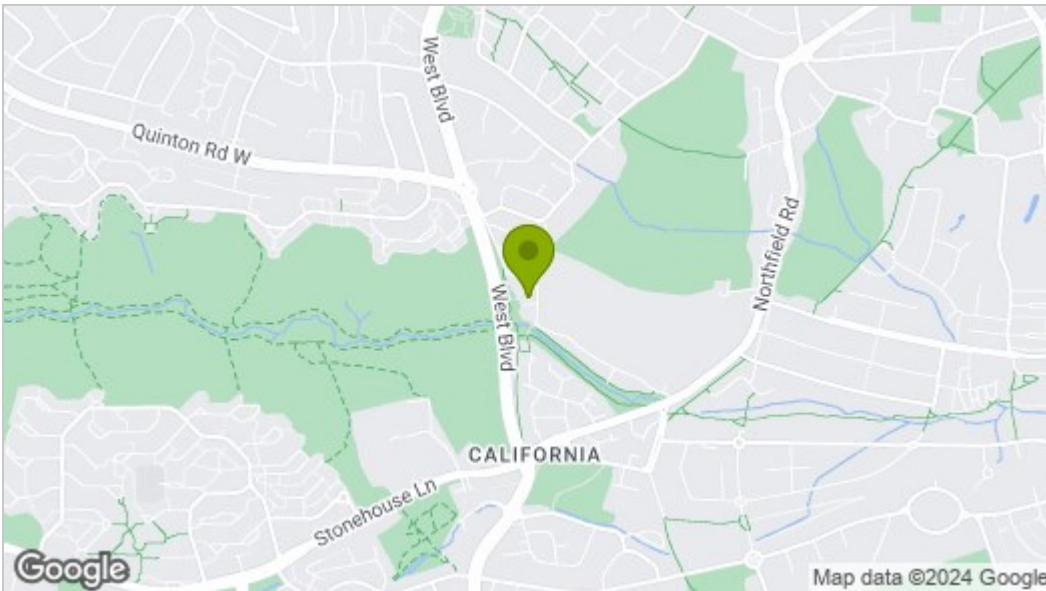 West Blvd
Quinton Rd W
Northfield Rd
West Blvd
CALIFORNIA
Stonehouse Ln
Google
Map data ©2024 Google